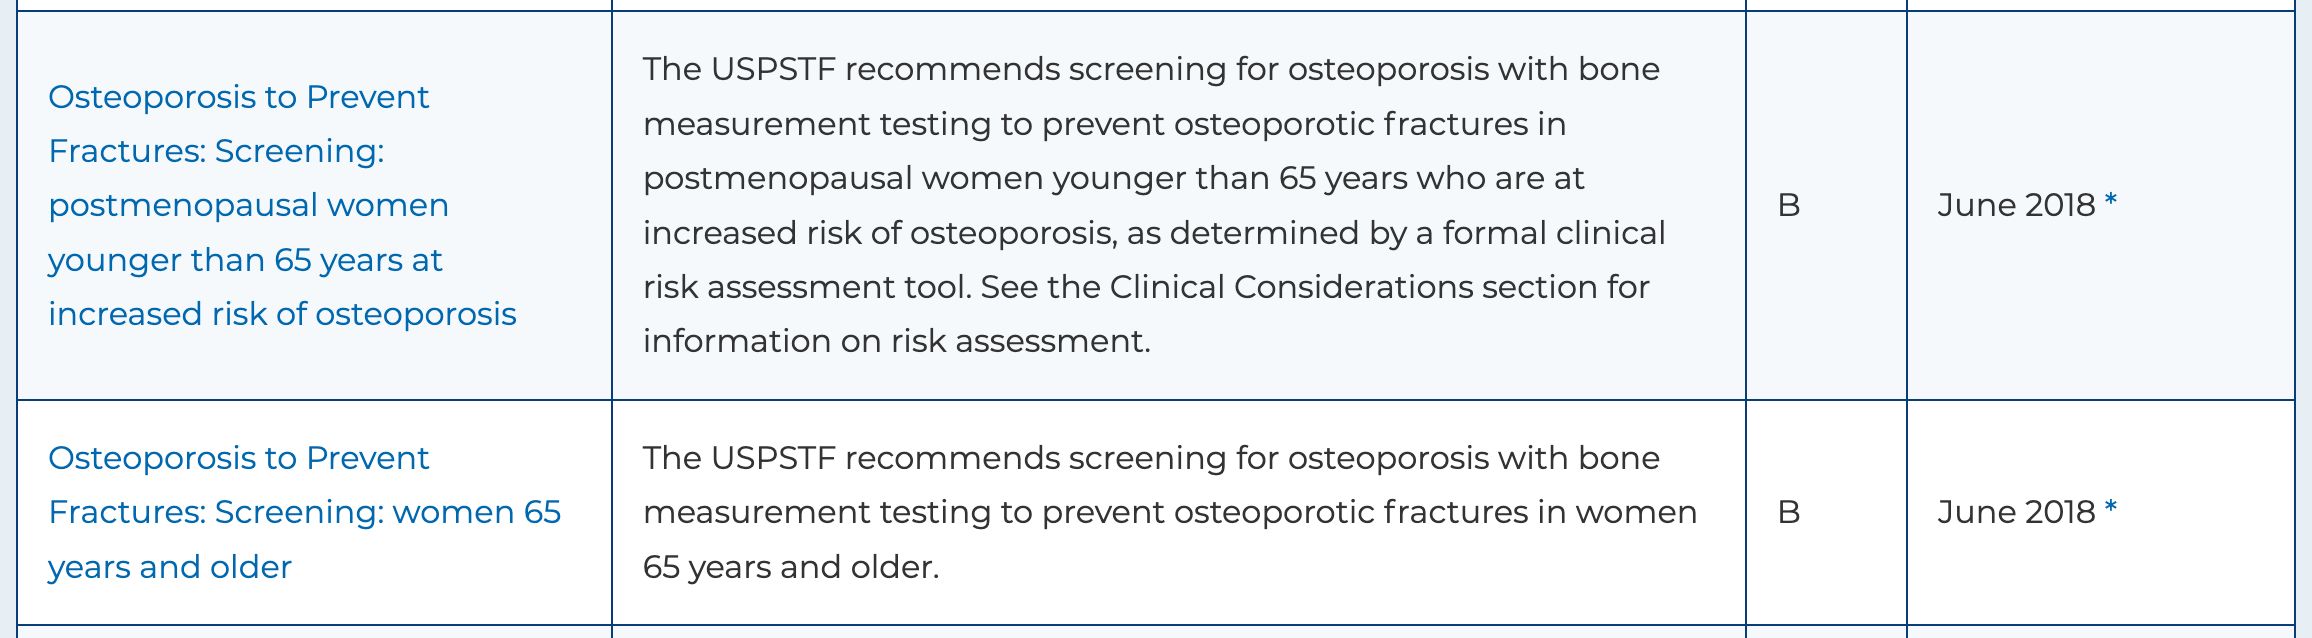 Osteoporosis to Prevent
Fractures: Screening:
postmenopausal women
younger than 65 years at
increased risk of osteoporosis
The USPSTF recommends screening for osteoporosis with bone
measurement testing to prevent osteoporotic fractures in
postmenopausal women younger than 65 years who are at
increased risk of osteoporosis, as determined by a formal clinical
risk assessment tool. See the Clinical Considerations section for
information on risk assessment.
B
June 2018 *
Osteoporosis to Prevent
Fractures: Screening: women 65
years and older
The USPSTF recommends screening for osteoporosis with bone
measurement testing to prevent osteoporotic fractures in women
65 years and older.
B
June 2018 *